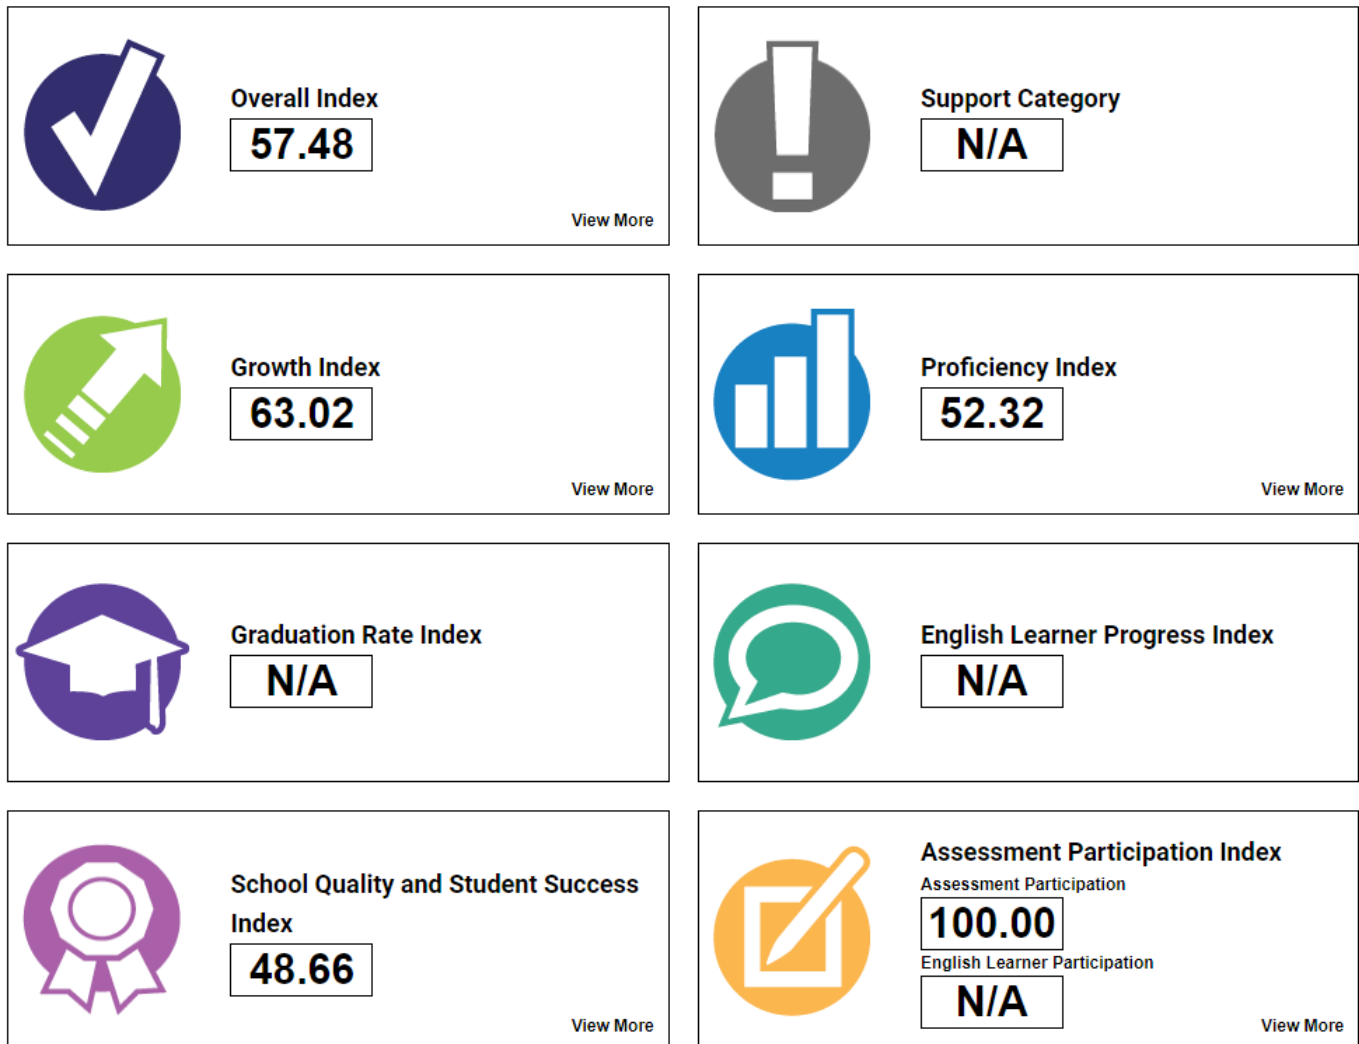 Overall Index
57.48
View More
Support Category
N/A
Growth Index
63.02
View More
Proficiency Index
52.32
View More
Graduation Rate Index
N/A
English Learner Progress Index
N/A
School Quality and Student Success
Index
48.66
View More
Assessment Participation Index
Assessment Participation
100.00
English Learner Participation
N/A
View More